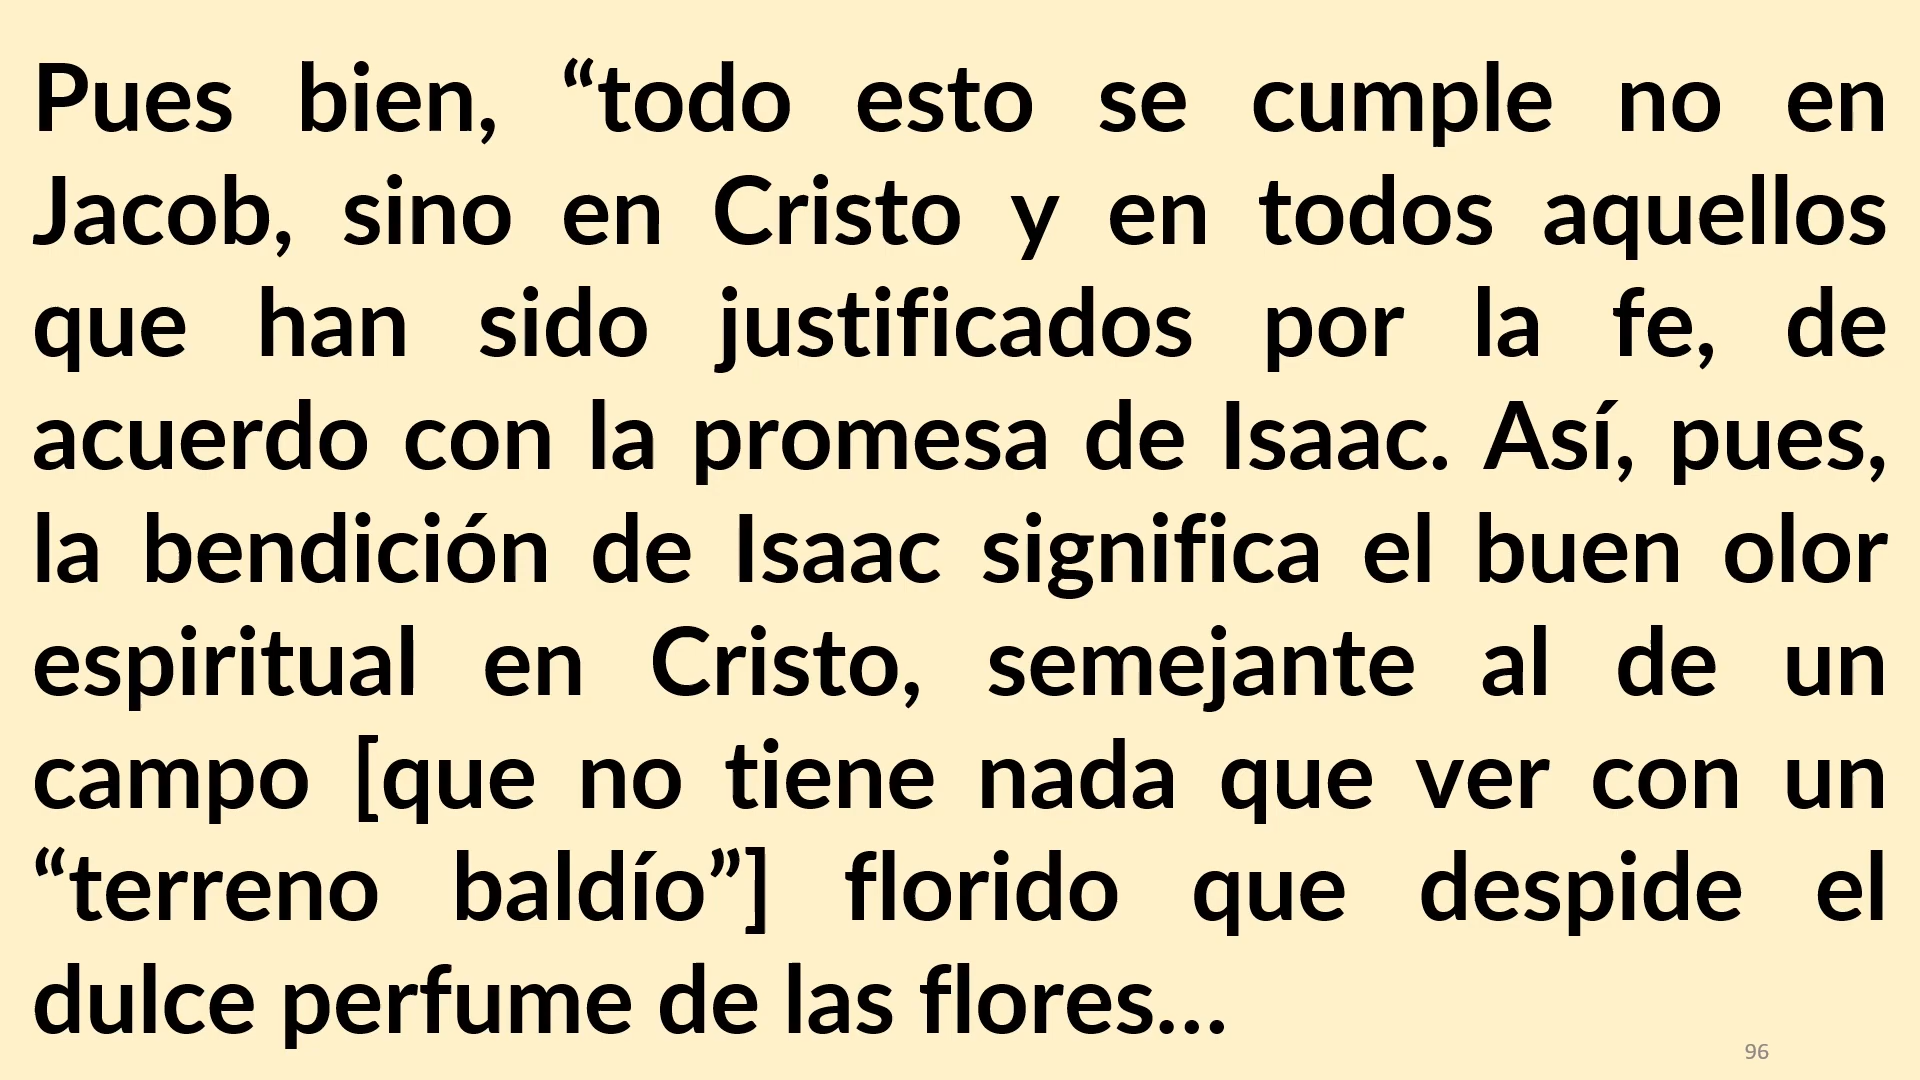 Pues bien, “todo esto se cumple no en
Jacob, sino en Cristo y en todos aquellos
que han sido justificados por la fe, de
acuerdo con la promesa de Isaac. Así, pues,
la bendición de Isaac significa el buen olor
espiritual en Cristo, semejante al de un
campo [que no tiene nada que ver con un
“terreno baldío”] florido que despide el
dulce perfume de las flores…
96